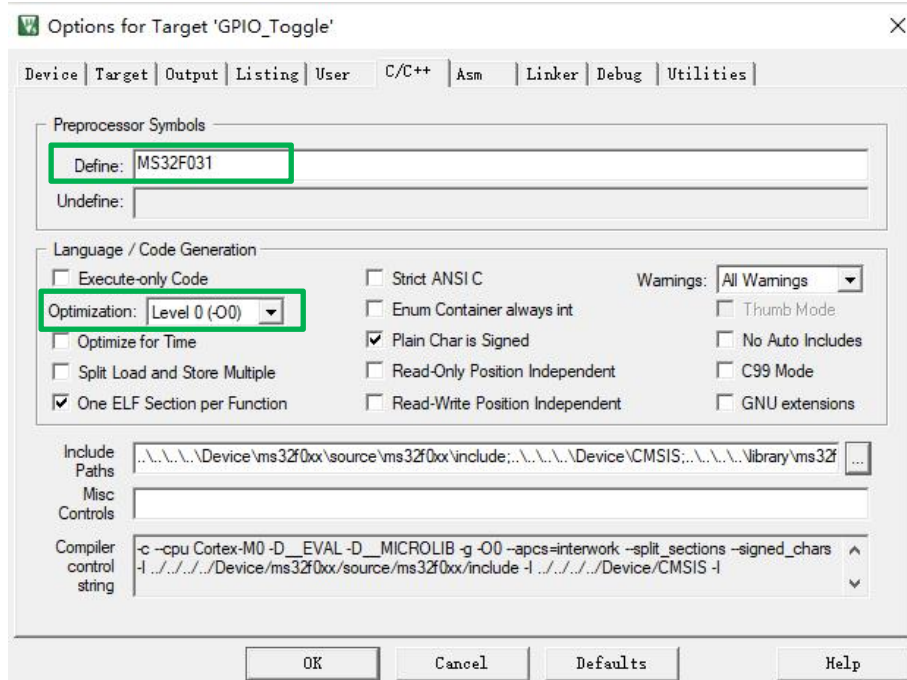 Options for Target 'GPIO_Toggle'
Device Target Output Listing User C/C++ Asm Linker Debug Utilities
Preprocessor Symbols
Define: MS32F031
Undefine:
Language / Code Generation
Execute-only Code Strict ANSI C Warnings: All Warnings
Optimization: Level 0 (-O0) Enum Container always int Thumb Mode
Optimize for Time Plain Char is Signed No Auto Includes
Split Load and Store Multiple Read-Only Position Independent C99 Mode
One ELF Section per Function Read-Write Position Independent GNU extensions
Include Paths ..\..\..\..\Device\ms32f0xx\source\ms32f0xx\include;..\..\..\..\Device\CMSIS;..\..\..\..\library\ms32f ...
Misc Controls
Compiler control string -c --cpu Cortex-M0 -D__EVAL -D__MICROLIB -g -O0 --apcs=interwork --split_sections --signed_chars
-I ../../../../Device/ms32f0xx/source/ms32f0xx/include -I ../../../../Device/CMSIS -I
OK Cancel Defaults Help